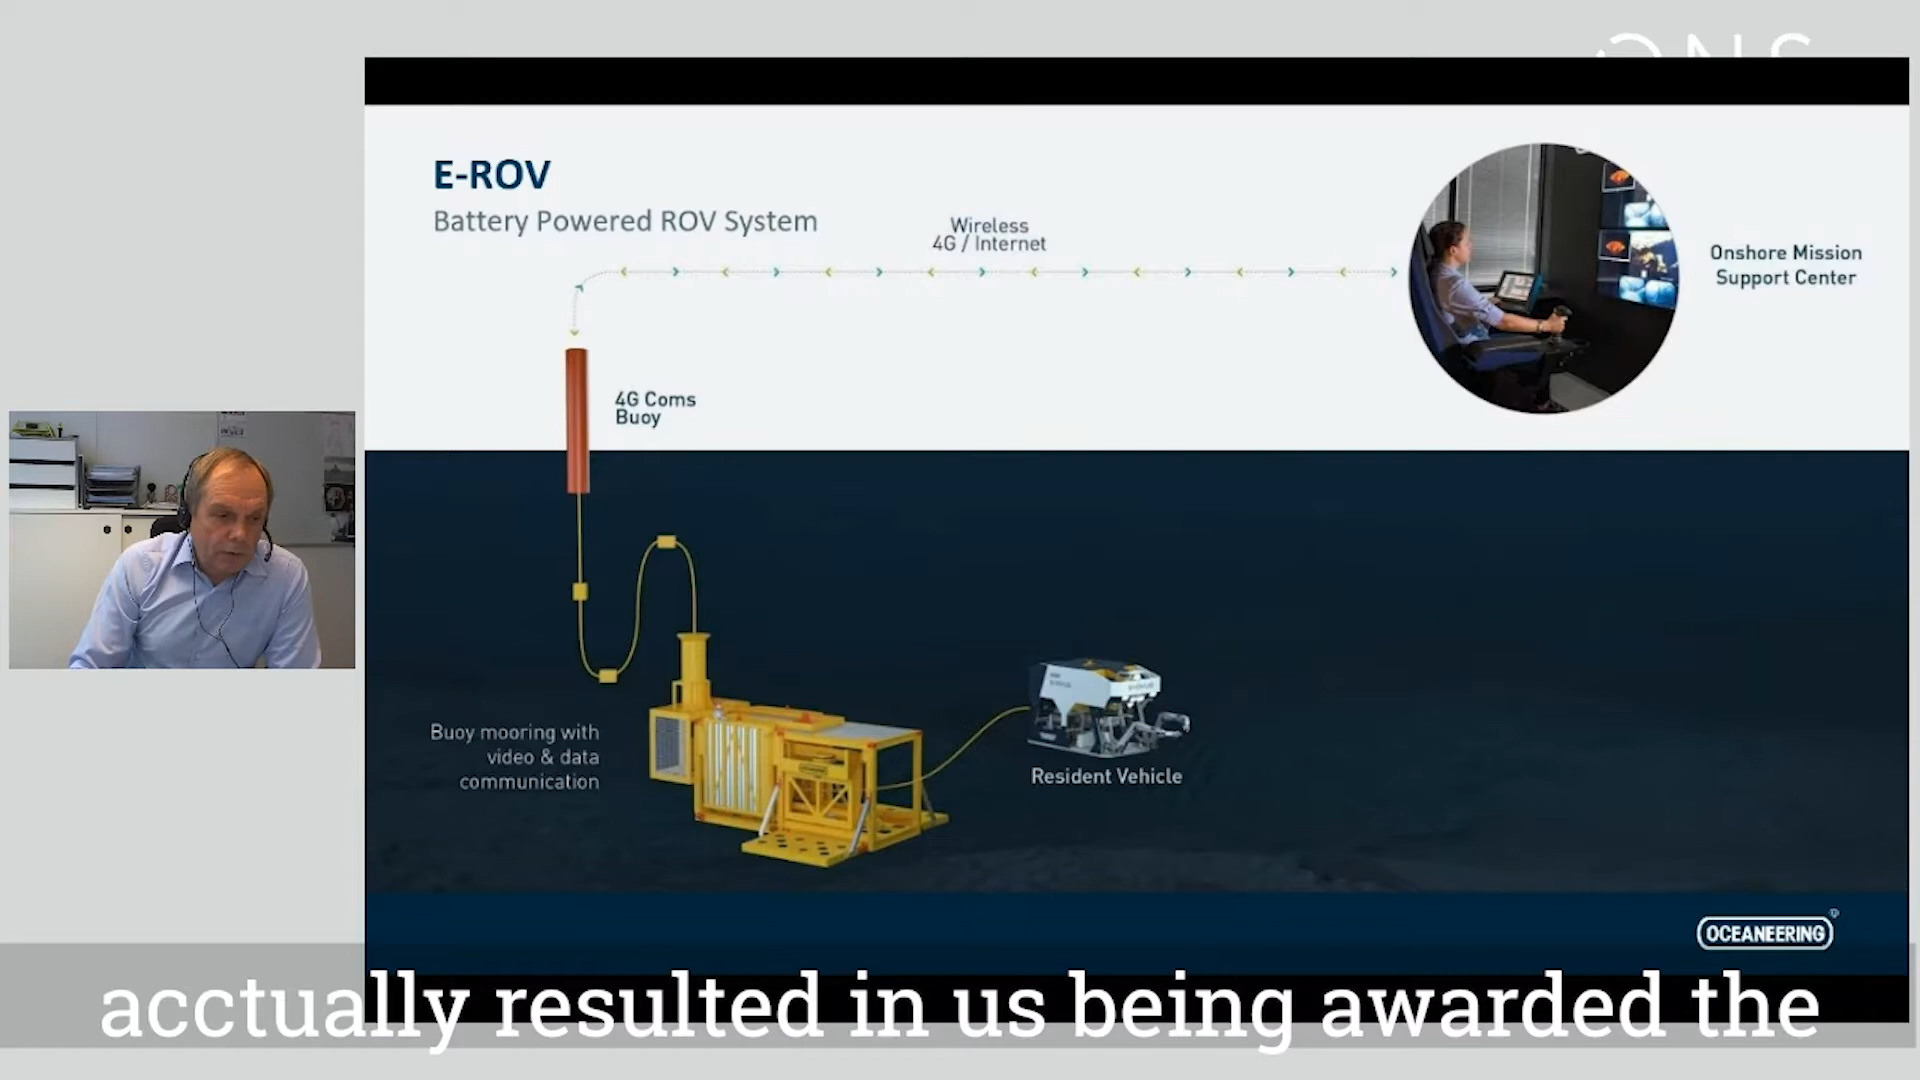 ONS
E-ROV
Battery Powered ROV System
Wireless
4G / Internet
Onshore Mission
Support Center
4G Coms
Buoy
Buoy mooring with
video & data
communication
Resident Vehicle
OCEANEERING®
acctually resulted in us being awarded the